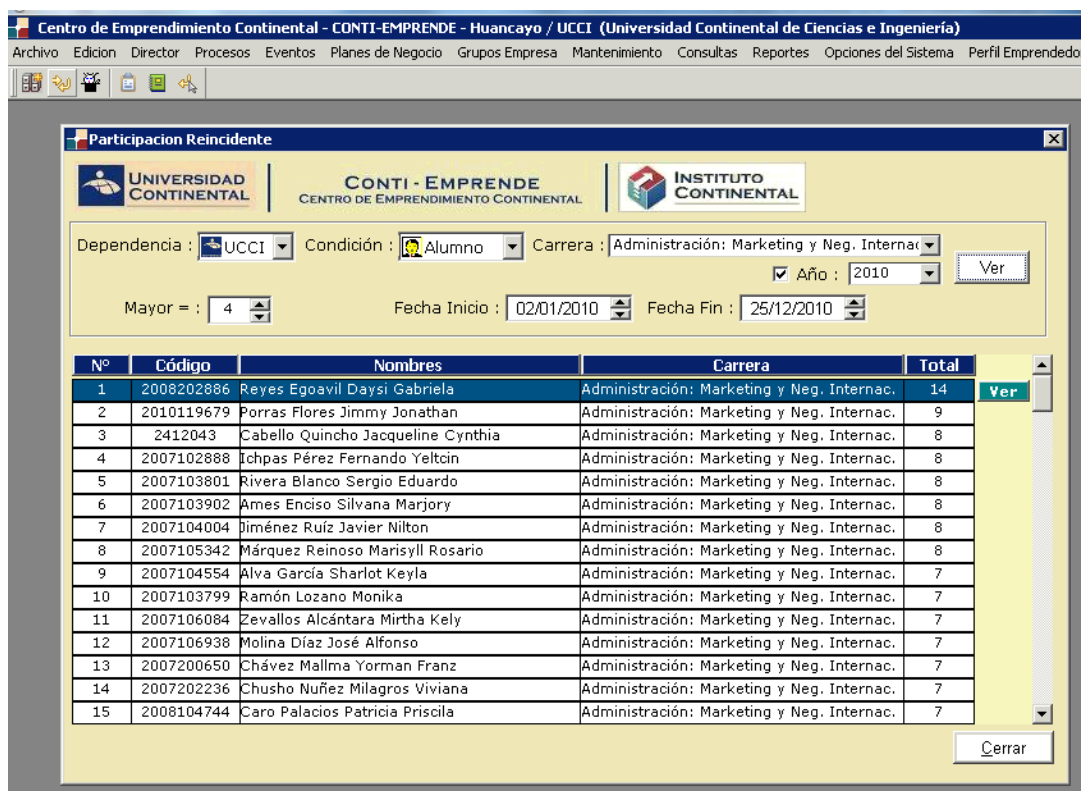 Centro de Emprendimiento Continental - CONTI-EMPRENDE - Huancayo / UCCI (Universidad Continental de Ciencias e Ingeniería)
Archivo Edicion Director Procesos Eventos Planes de Negocio Grupos Empresa Mantenimiento Consultas Reportes Opciones del Sistema Perfil Emprendedo
Participacion Reincidente
UNIVERSIDAD CONTINENTAL
CONTI - EMPRENDE
CENTRO DE EMPRENDIMIENTO CONTINENTAL
INSTITUTO CONTINENTAL
Dependencia : UCCI Condición : Alumno Carrera : Administración: Marketing y Neg. Internac
Año : 2010 Ver
Mayor = : 4 Fecha Inicio : 02/01/2010 Fecha Fin : 25/12/2010
Nº Código Nombres Carrera Total
1 2008202886 Reyes Egoavil Daysi Gabriela Administración: Marketing y Neg. Internac. 14 Ver
2 2010119679 Porras Flores Jimmy Jonathan Administración: Marketing y Neg. Internac. 9
3 2412043 Cabello Quincho Jacqueline Cynthia Administración: Marketing y Neg. Internac. 8
4 2007102888 Ichpas Pérez Fernando Yeltcin Administración: Marketing y Neg. Internac. 8
5 2007103801 Rivera Blanco Sergio Eduardo Administración: Marketing y Neg. Internac. 8
6 2007103902 Ames Enciso Silvana Marjory Administración: Marketing y Neg. Internac. 8
7 2007104004 Jiménez Ruíz Javier Nilton Administración: Marketing y Neg. Internac. 8
8 2007105342 Márquez Reinoso Marisyll Rosario Administración: Marketing y Neg. Internac. 8
9 2007104554 Alva García Sharlot Keyla Administración: Marketing y Neg. Internac. 7
10 2007103799 Ramón Lozano Monika Administración: Marketing y Neg. Internac. 7
11 2007106084 Zevallos Alcántara Mirtha Kely Administración: Marketing y Neg. Internac. 7
12 2007106938 Molina Díaz José Alfonso Administración: Marketing y Neg. Internac. 7
13 2007200650 Chávez Mallma Yorman Franz Administración: Marketing y Neg. Internac. 7
14 2007202236 Chusho Nuñez Milagros Viviana Administración: Marketing y Neg. Internac. 7
15 2008104744 Caro Palacios Patricia Priscila Administración: Marketing y Neg. Internac. 7
Cerrar